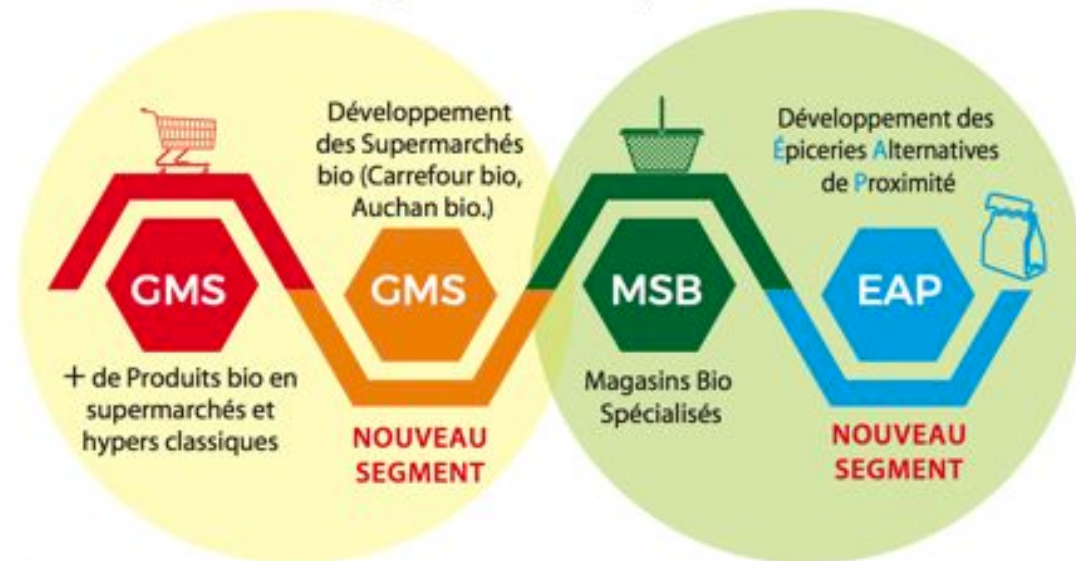 GMS
+ de Produits bio en
supermarchés et
hypers classiques
Développement
des Supermarchés
bio (Carrefour bio,
Auchan bio.)
GMS
NOUVEAU
SEGMENT
MSB
Magasins Bio
Spécialisés
Développement des
Épiceries Alternatives
de Proximité
EAP
NOUVEAU
SEGMENT